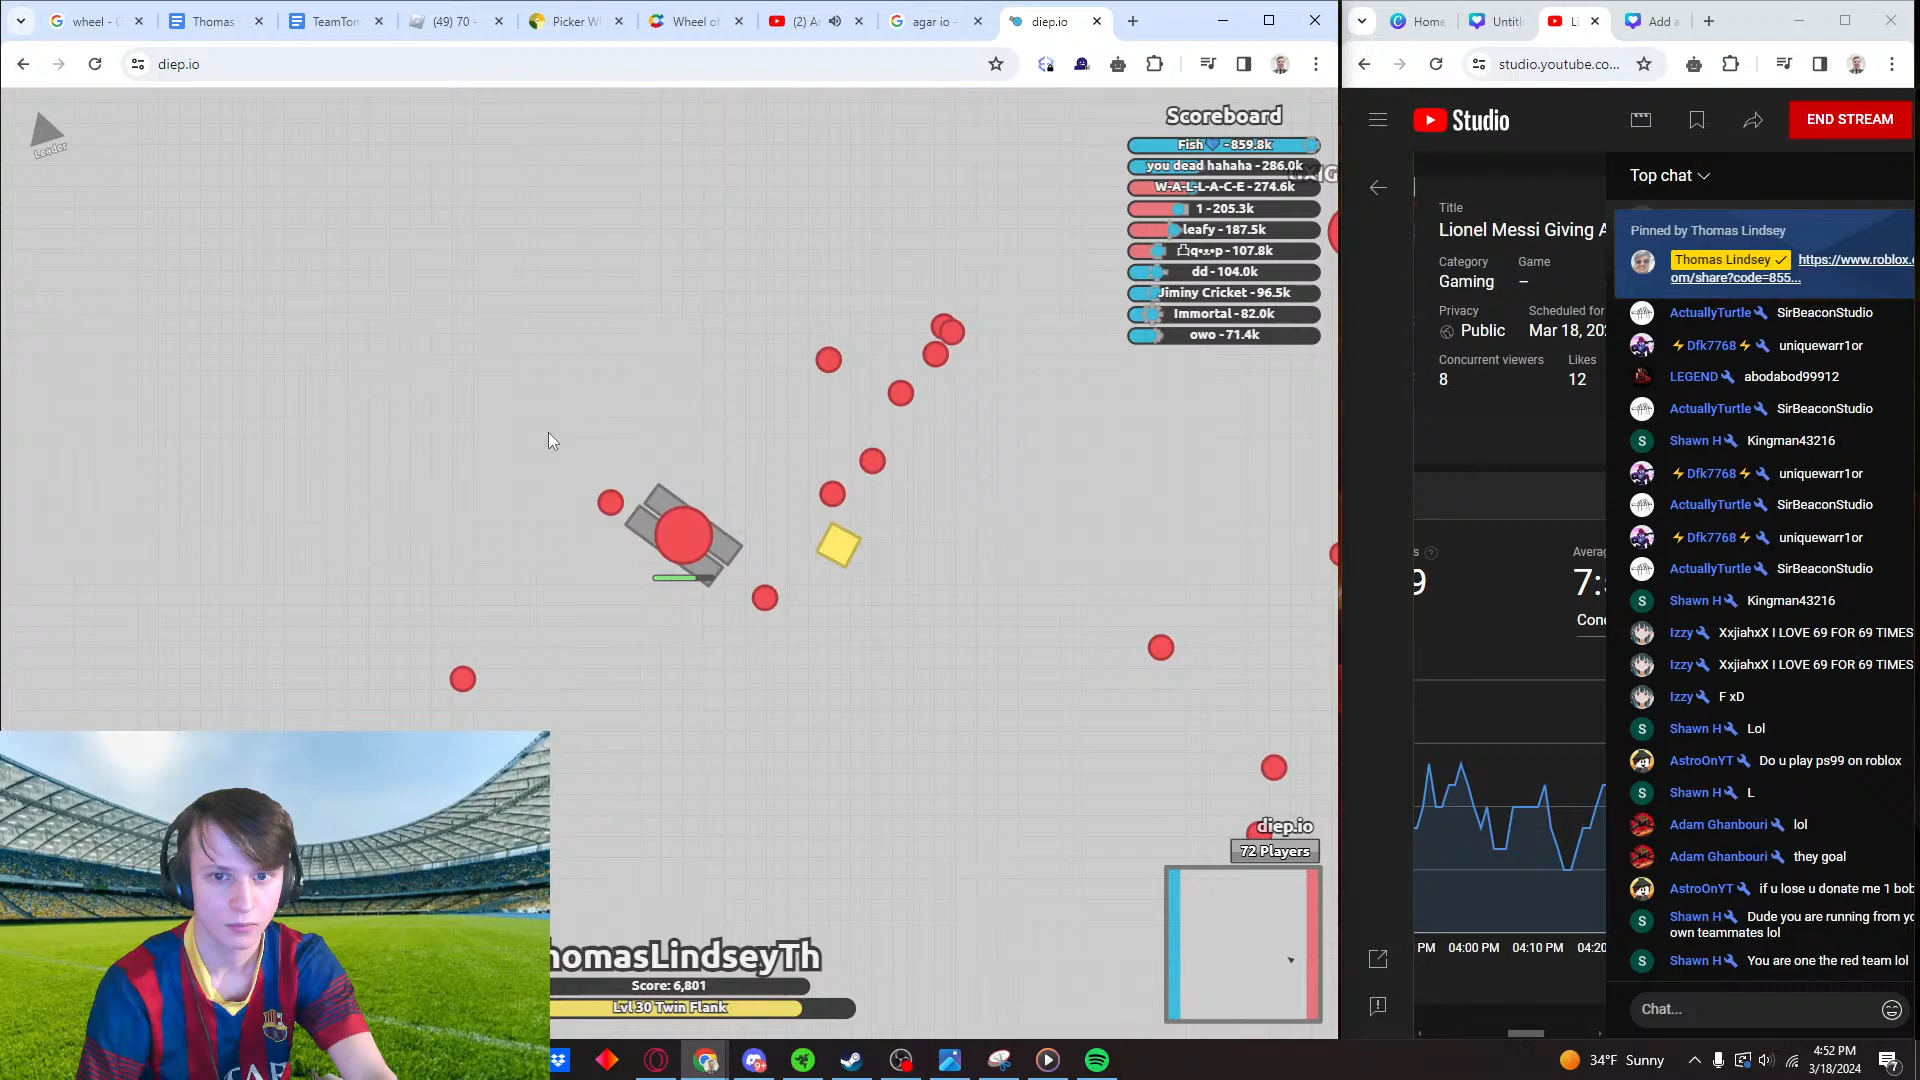 wheel - G
Thomas
TeamTom
(49) 70 -
Picker Wi
Wheel of
(2) Ar
agar io -
diep.io
Home
Untitl
Li
Add a
diep.io
studio.youtube.co...
Leader
Scoreboard
Fish💙 - 859.8k
you dead hahaha - 286.0k
W-A-L-L-A-C-E - 274.6k
1 - 205.3k
leafy - 187.5k
dd - 104.0k
Jiminy Cricket - 96.5k
Immortal - 82.0k
owo - 71.4k
diep.io
72 Players
homasLindseyTh
Score: 6,801
Lvl 30 Twin Flank
Studio
END STREAM
Title
Lionel Messi Giving A
Category
Game
Gaming
–
Privacy
Scheduled for
Public
Mar 18, 202
Concurrent viewers
Likes
8
12
s
Averag
9
7:
Conc
PM
04:00 PM
04:10 PM
04:20
Top chat
Pinned by Thomas Lindsey
Thomas Lindsey
https://www.roblox.c
om/share?code=855...
ActuallyTurtle SirBeaconStudio
⚡Dfk7768⚡ uniquewarr1or
LEGEND abodabod99912
ActuallyTurtle SirBeaconStudio
S Shawn H Kingman43216
⚡Dfk7768⚡ uniquewarr1or
ActuallyTurtle SirBeaconStudio
⚡Dfk7768⚡ uniquewarr1or
ActuallyTurtle SirBeaconStudio
S Shawn H Kingman43216
Izzy XxjiahxX I LOVE 69 FOR 69 TIMES
Izzy XxjiahxX I LOVE 69 FOR 69 TIMES
Izzy F xD
S Shawn H Lol
AstroOnYT Do u play ps99 on roblox
S Shawn H L
Adam Ghanbouri lol
Adam Ghanbouri they goal
AstroOnYT if u lose u donate me 1 bob
S Shawn H Dude you are running from yo
own teammates lol
S Shawn H You are one the red team lol
Chat...
34°F Sunny
4:52 PM
3/18/2024